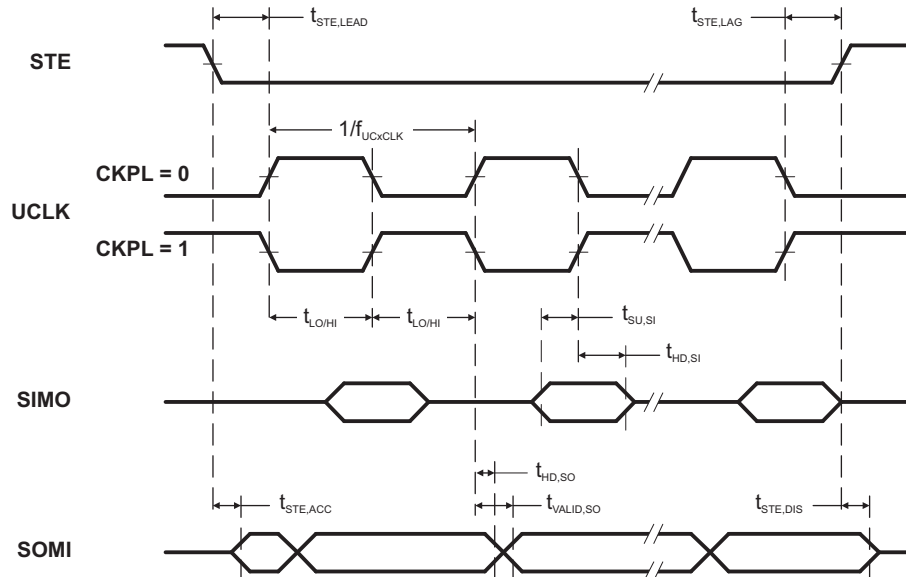 tSTE,LEAD
tSTE,LAG
STE
1/fUCxCLK
CKPL = 0
UCLK
CKPL = 1
tLO/HI
tLO/HI
tSU,SI
tHD,SI
SIMO
tHD,SO
tSTE,ACC
tVALID,SO
tSTE,DIS
SOMI